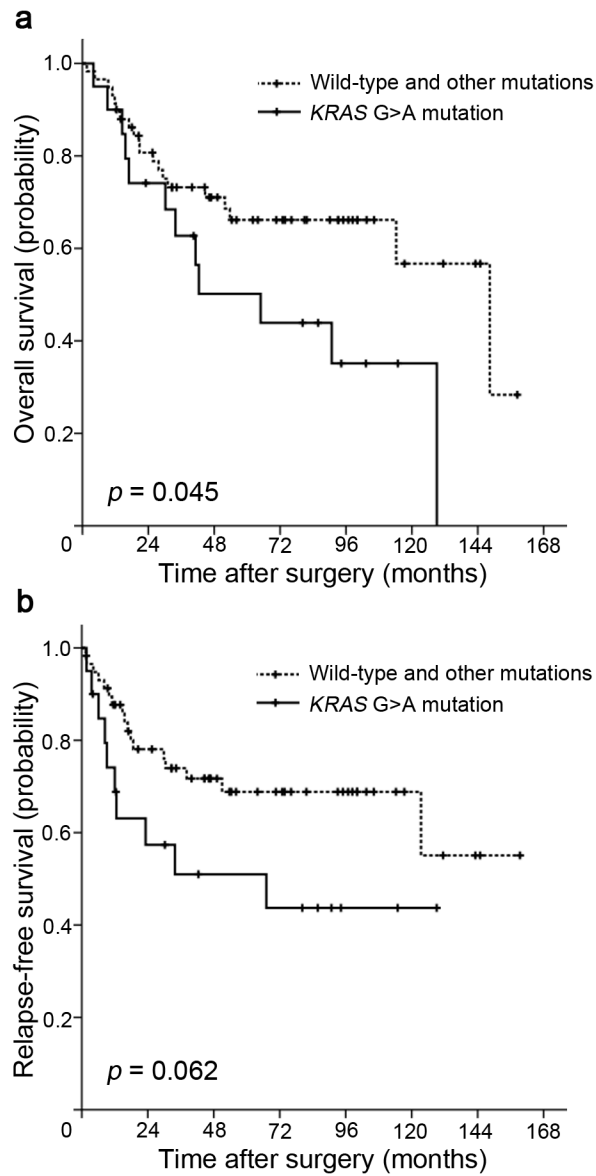 a
1.0
Wild-type and other mutations
KRAS G>A mutation
0.8
0.6
0.4
0.2
Overall survival (probability)
p = 0.045
0 24 48 72 96 120 144 168
Time after surgery (months)
b
1.0
Wild-type and other mutations
KRAS G>A mutation
0.8
0.6
0.4
0.2
Relapse-free survival (probability)
p = 0.062
0 24 48 72 96 120 144 168
Time after surgery (months)